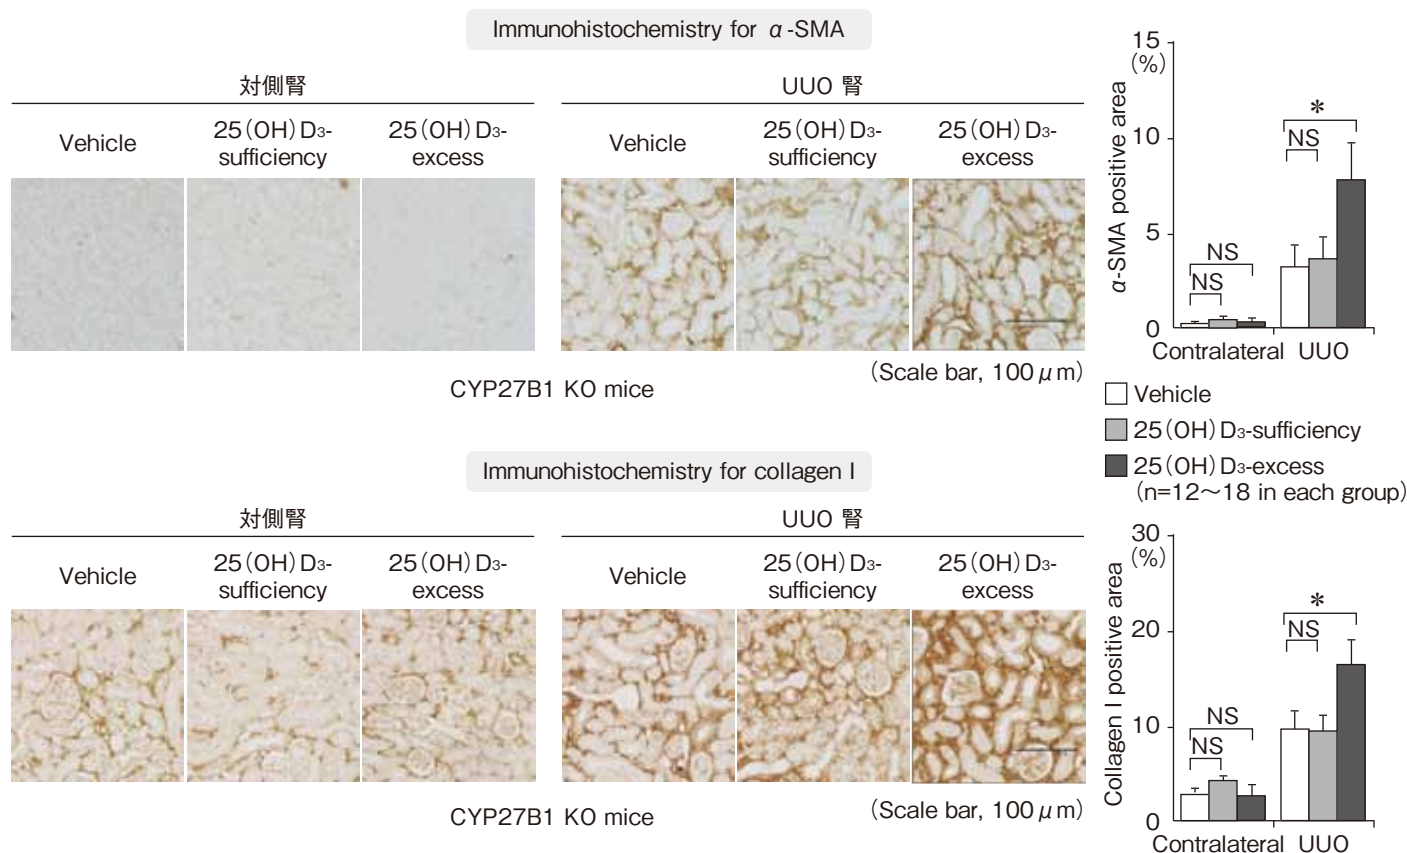 Immunohistochemistry for α-SMA
対側腎
UUO 腎
Vehicle
25(OH)D3-
sufficiency
25(OH)D3-
excess
Vehicle
25(OH)D3-
sufficiency
25(OH)D3-
excess
(Scale bar, 100μm)
CYP27B1 KO mice
α-SMA positive area
15
(%)
10
5
0
NS
NS
NS
*
Contralateral UUO
Vehicle
25(OH)D3-sufficiency
25(OH)D3-excess
(n=12〜18 in each group)
Immunohistochemistry for collagen I
対側腎
UUO 腎
Vehicle
25(OH)D3-
sufficiency
25(OH)D3-
excess
Vehicle
25(OH)D3-
sufficiency
25(OH)D3-
excess
(Scale bar, 100μm)
CYP27B1 KO mice
Collagen I positive area
30
(%)
20
10
0
NS
NS
NS
*
Contralateral UUO